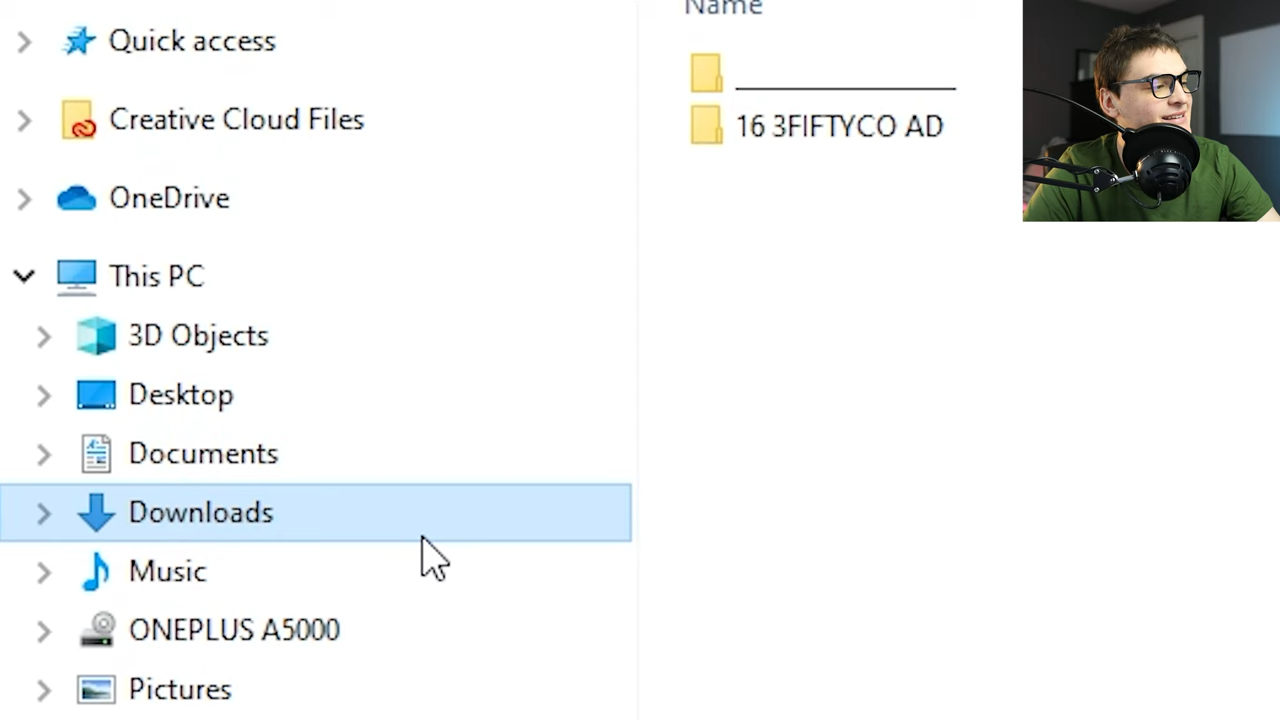 Quick access
Creative Cloud Files
OneDrive
This PC
3D Objects
Desktop
Documents
Downloads
Music
ONEPLUS A5000
Pictures
Name
____________
16 3FIFTYCO AD